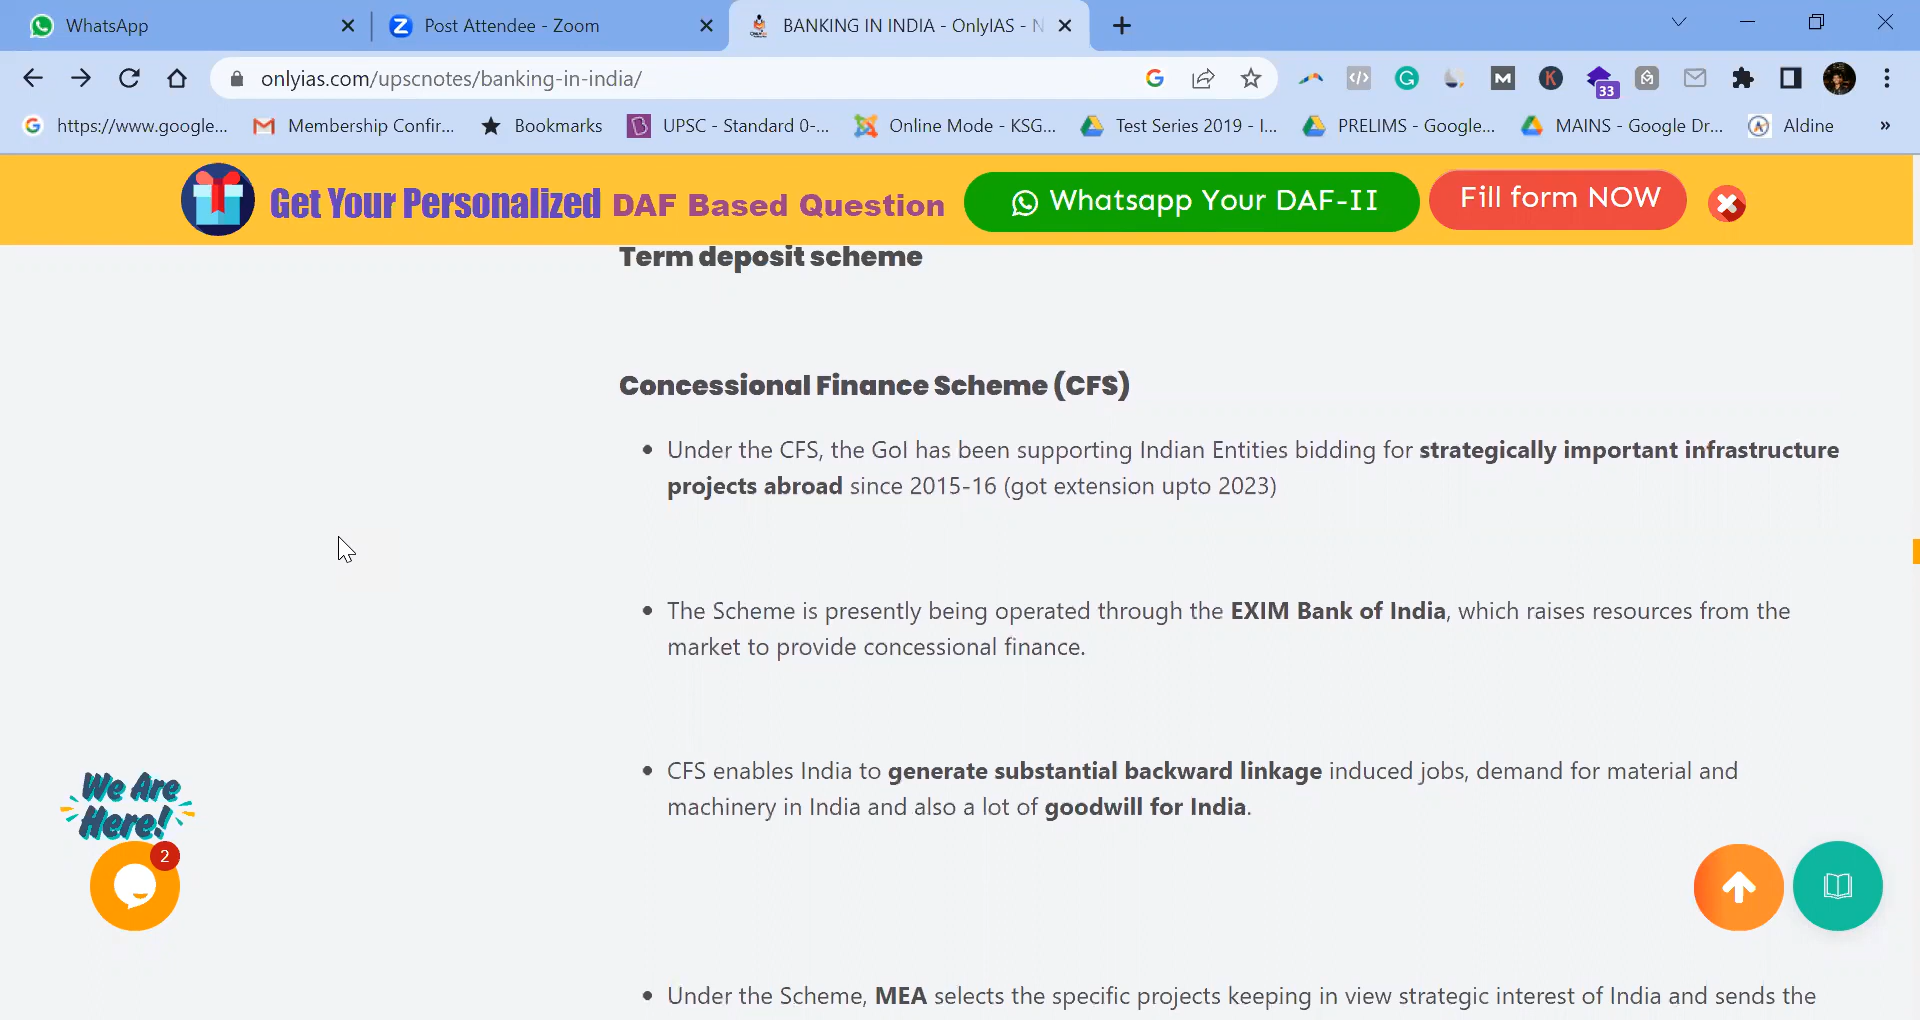 WhatsApp
Post Attendee - Zoom
BANKING IN INDIA - OnlyIAS - N
onlyias.com/upscnotes/banking-in-india/
33
https://www.google...
Membership Confir...
Bookmarks
UPSC - Standard 0-...
Online Mode - KSG...
Test Series 2019 - I...
PRELIMS - Google...
MAINS - Google Dr...
Aldine
»
Get Your Personalized DAF Based Question
Whatsapp Your DAF-II
Fill form NOW
Term deposit scheme
Concessional Finance Scheme (CFS)
• Under the CFS, the GoI has been supporting Indian Entities bidding for strategically important infrastructure
projects abroad since 2015-16 (got extension upto 2023)
• The Scheme is presently being operated through the EXIM Bank of India, which raises resources from the
market to provide concessional finance.
• CFS enables India to generate substantial backward linkage induced jobs, demand for material and
machinery in India and also a lot of goodwill for India.
We Are
Here!
2
• Under the Scheme, MEA selects the specific projects keeping in view strategic interest of India and sends the